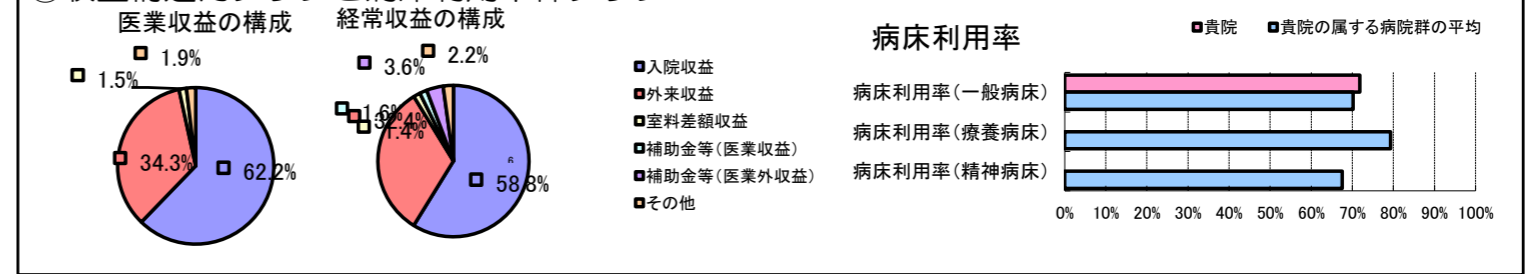 医業収益の構成
1.9%
1.5%
34.3%
62.2%
経常収益の構成
2.2%
3.6%
1.6%
32.4%
1.4%
58.8%
入院収益
外来収益
室料差額収益
補助金等(医業収益)
補助金等(医業外収益)
その他
病床利用率
貴院 貴院の属する病院群の平均
病床利用率(一般病床)
病床利用率(療養病床)
病床利用率(精神病床)
0% 10% 20% 30% 40% 50% 60% 70% 80% 90% 100%